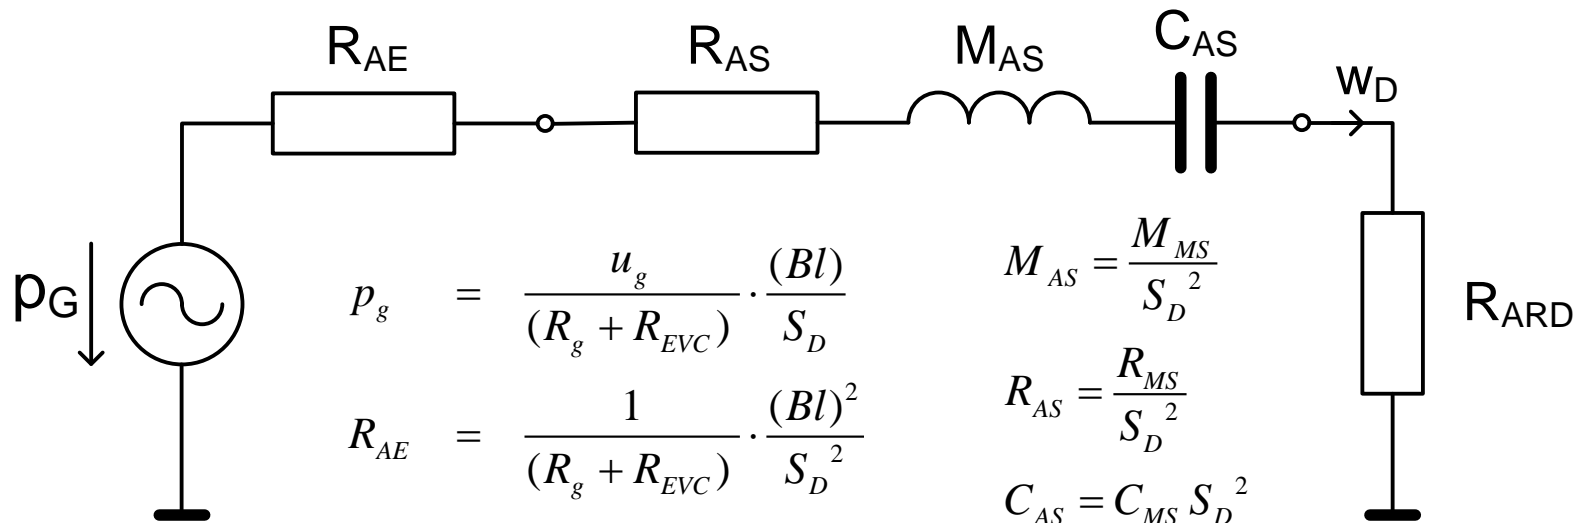 R_AE
R_AS
M_AS
C_AS
w_D
p_G
R_ARD
p_g = u_g / (R_g + R_EVC) · (Bl) / S_D
R_AE = 1 / (R_g + R_EVC) · (Bl)^2 / S_D^2
M_AS = M_MS / S_D^2
R_AS = R_MS / S_D^2
C_AS = C_MS S_D^2